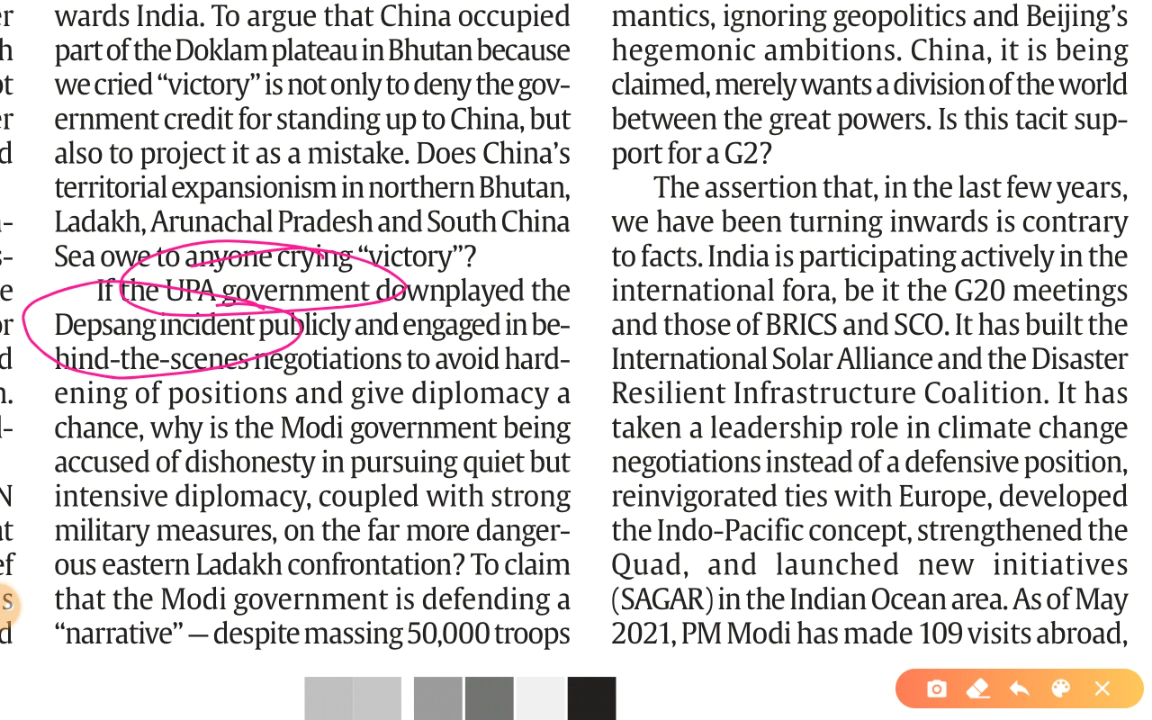 wards India. To argue that China occupied
part of the Doklam plateau in Bhutan because
we cried “victory” is not only to deny the gov-
ernment credit for standing up to China, but
also to project it as a mistake. Does China’s
territorial expansionism in northern Bhutan,
Ladakh, Arunachal Pradesh and South China
Sea owe to anyone crying “victory”?
If the UPA government downplayed the
Depsang incident publicly and engaged in be-
hind-the-scenes negotiations to avoid hard-
ening of positions and give diplomacy a
chance, why is the Modi government being
accused of dishonesty in pursuing quiet but
intensive diplomacy, coupled with strong
military measures, on the far more danger-
ous eastern Ladakh confrontation? To claim
that the Modi government is defending a
“narrative” — despite massing 50,000 troops
mantics, ignoring geopolitics and Beijing’s
hegemonic ambitions. China, it is being
claimed, merely wants a division of the world
between the great powers. Is this tacit sup-
port for a G2?
The assertion that, in the last few years,
we have been turning inwards is contrary
to facts. India is participating actively in the
international fora, be it the G20 meetings
and those of BRICS and SCO. It has built the
International Solar Alliance and the Disaster
Resilient Infrastructure Coalition. It has
taken a leadership role in climate change
negotiations instead of a defensive position,
reinvigorated ties with Europe, developed
the Indo-Pacific concept, strengthened the
Quad, and launched new initiatives
(SAGAR) in the Indian Ocean area. As of May
2021, PM Modi has made 109 visits abroad,